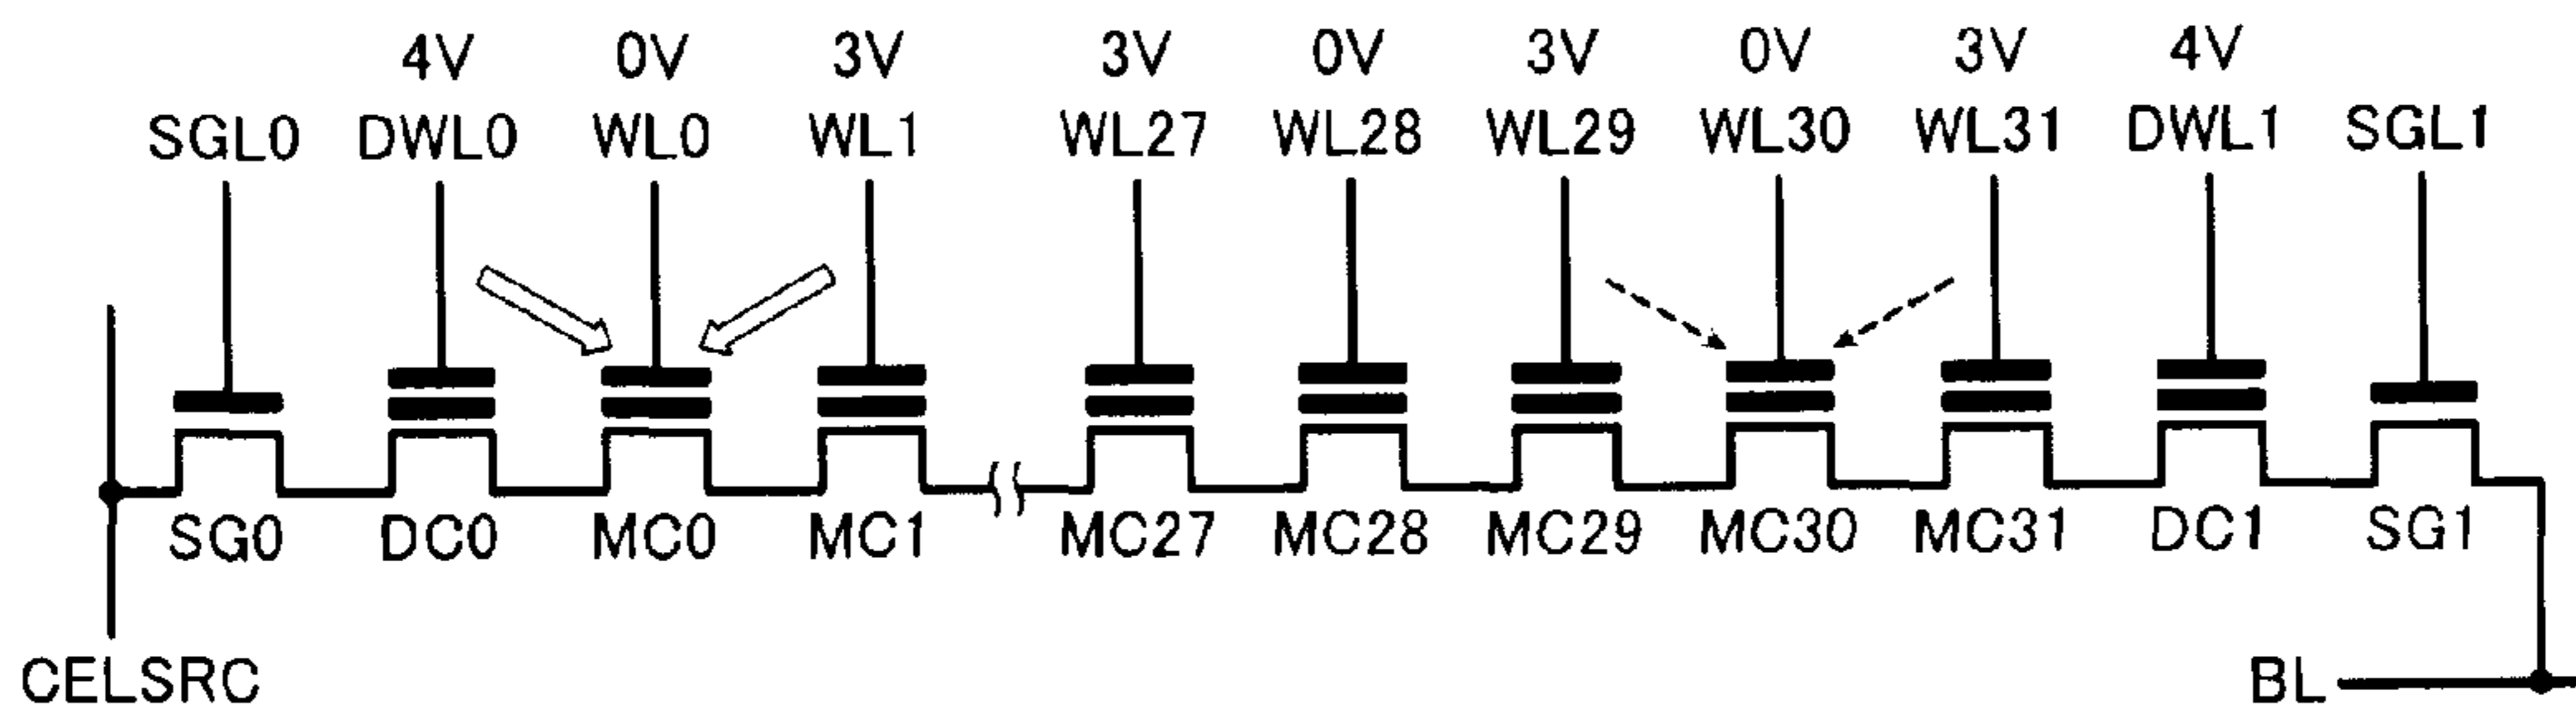 4V 0V 3V 3V 0V 3V 0V 3V 4V
SGL0 DWL0 WL0 WL1 WL27 WL28 WL29 WL30 WL31 DWL1 SGL1
SG0 DC0 MC0 MC1 MC27 MC28 MC29 MC30 MC31 DC1 SG1
CELSRC BL